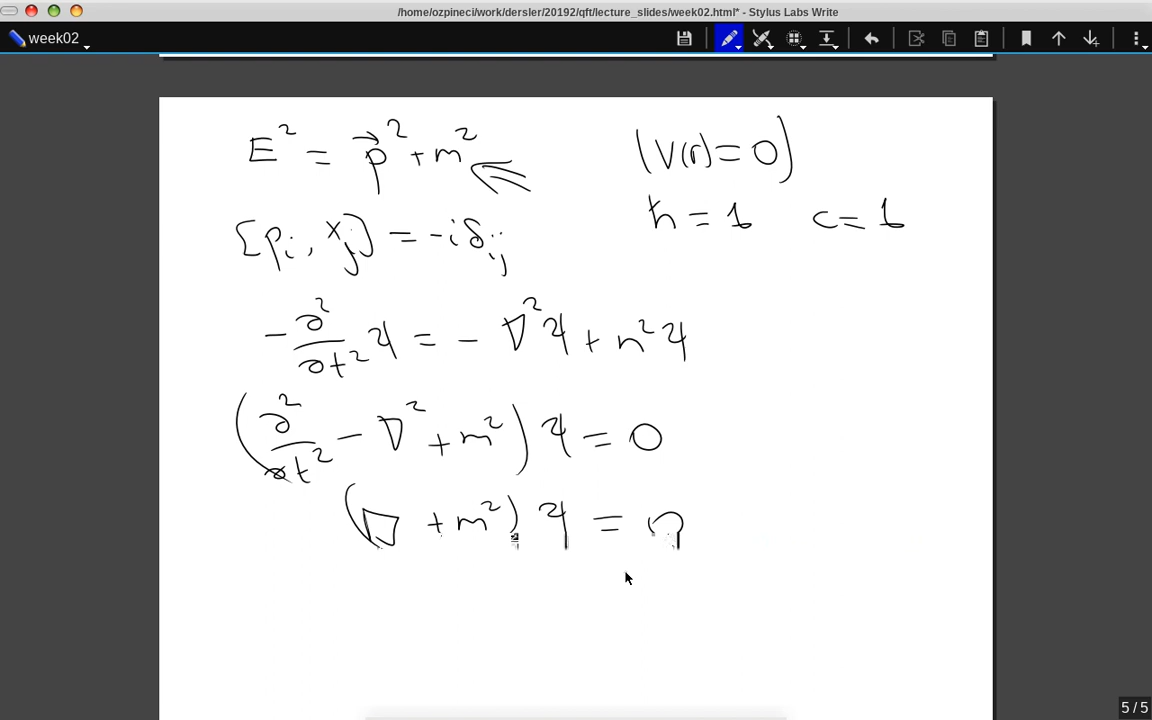 /home/ozpineci/work/dersler/20192/qft/lecture_slides/week02.html* - Stylus Labs Write
week02
E² = p⃗² + m² (V(r) = 0)
[pᵢ, xⱼ] = -iδᵢⱼ ħ = 1 c = 1
-∂²/∂t² ψ = - ∇²ψ + m²ψ
(∂²/∂t² - ∇² + m²) ψ = 0
(□ + m²) ψ = 0
5 / 5